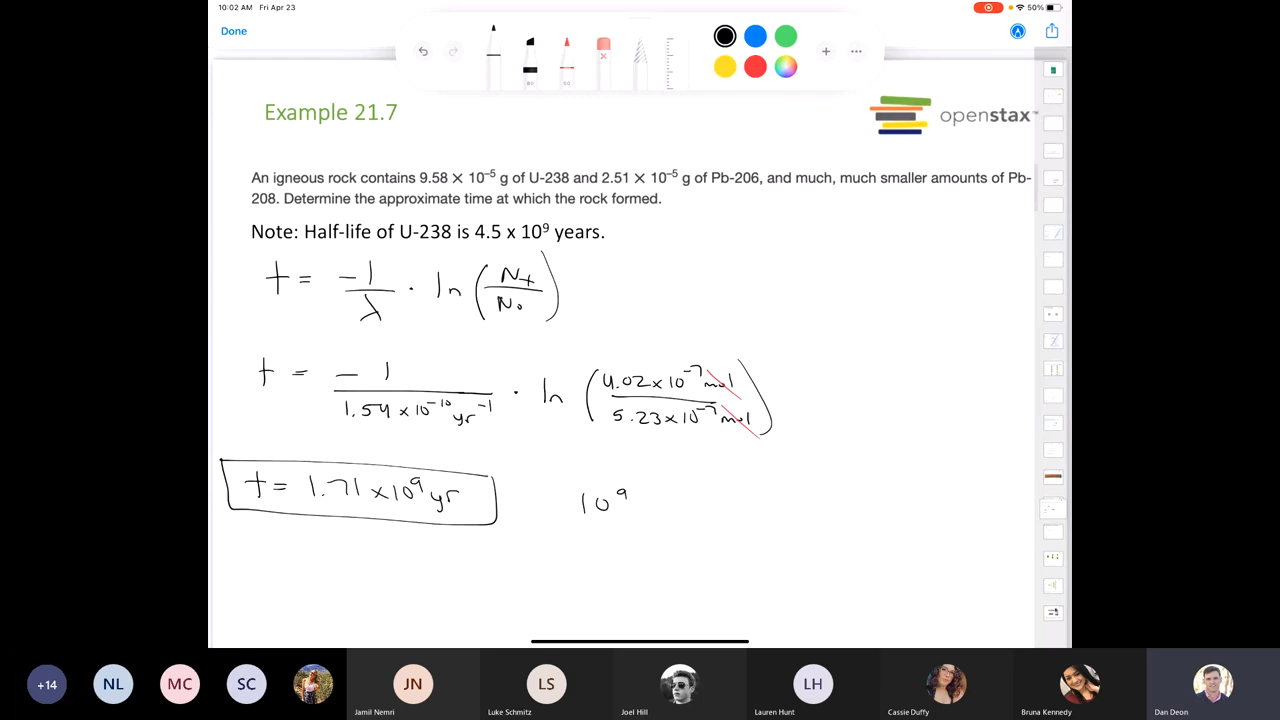 10:02 AM Fri Apr 23
50%
Done
Example 21.7
openstax
An igneous rock contains 9.58 × 10⁻⁵ g of U-238 and 2.51 × 10⁻⁵ g of Pb-206, and much, much smaller amounts of Pb-
208. Determine the approximate time at which the rock formed.
Note: Half-life of U-238 is 4.5 x 10⁹ years.
t = -1/λ · ln (Nt/N₀)
t = -1/(1.54 x 10⁻¹⁰ yr⁻¹) · ln (4.02 x 10⁻⁷ mol/5.23 x 10⁻⁷ mol)
t = 1.71 x 10⁹ yr
10⁹
+14
NL
MC
SC
JN
LS
LH
Jamil Nemri
Luke Schmitz
Joel Hill
Lauren Hunt
Cassie Duffy
Bruna Kennedy
Dan Deon